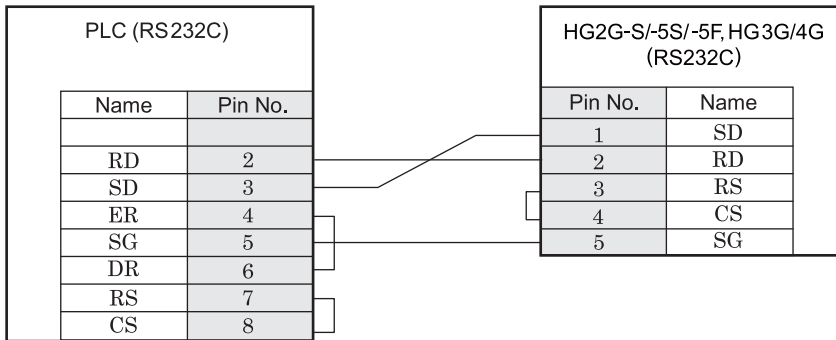 PLC (RS232C)
Name Pin No.
RD 2
SD 3
ER 4
SG 5
DR 6
RS 7
CS 8
HG2G-S/-5S/-5F, HG3G/4G
(RS232C)
Pin No. Name
1 SD
2 RD
3 RS
4 CS
5 SG